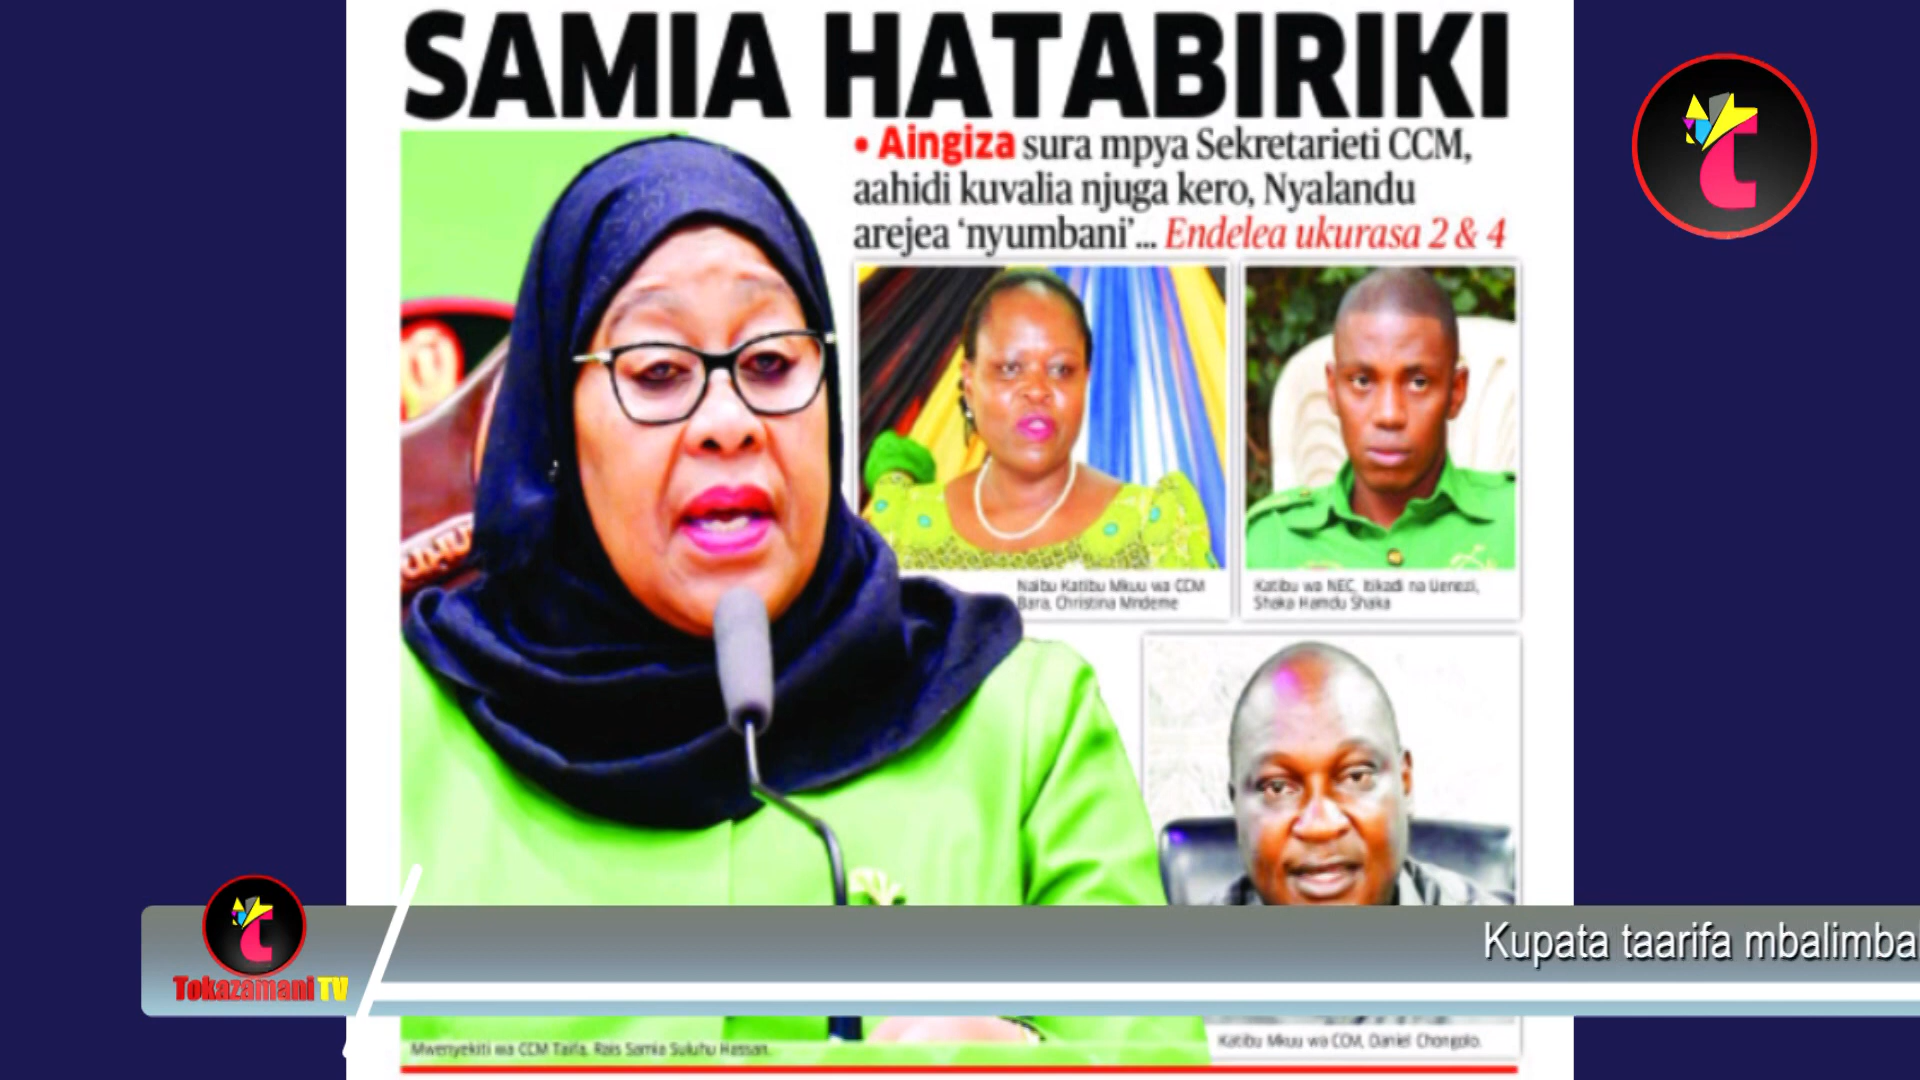 SAMIA HATABIRIKI
• Aingiza sura mpya Sekretarieti CCM,
aahidi kuvalia njuga kero, Nyalandu
arejea ‘nyumbani’... Endelea ukurasa 2 & 4
Naibu Katibu Mkuu wa CCM
Bara, Christina Mndeme
Katibu wa NEC, Itikadi na Uenezi,
Shaka Hamdu Shaka
Kupata taarifa mbalimba
Tokazamani TV
Katibu Mkuu wa CCM, Daniel Chongolo.
Mwenyekiti wa CCM Taifa, Rais Samia Suluhu Hassan.